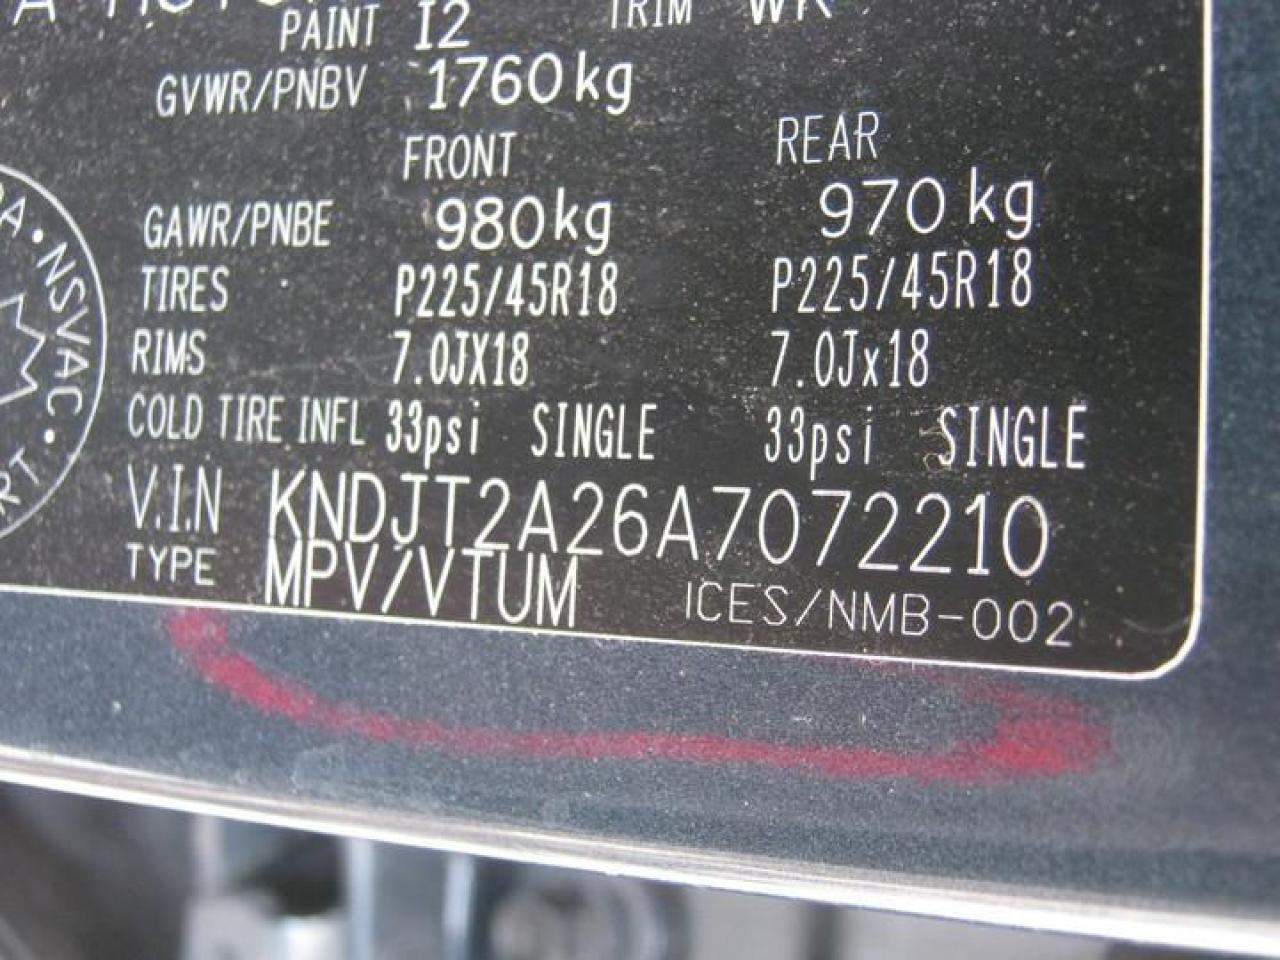 PAINT I2 TRIM WK
GVWR/PNBV 1760kg
FRONT REAR
GAWR/PNBE 980kg 970kg
TIRES P225/45R18 P225/45R18
RIMS 7.0JX18 7.0Jx18
COLD TIRE INFL 33psi SINGLE 33psi SINGLE
V.I.N KNDJT2A26A7072210
TYPE MPV/VTUM ICES/NMB-002
NSVAC